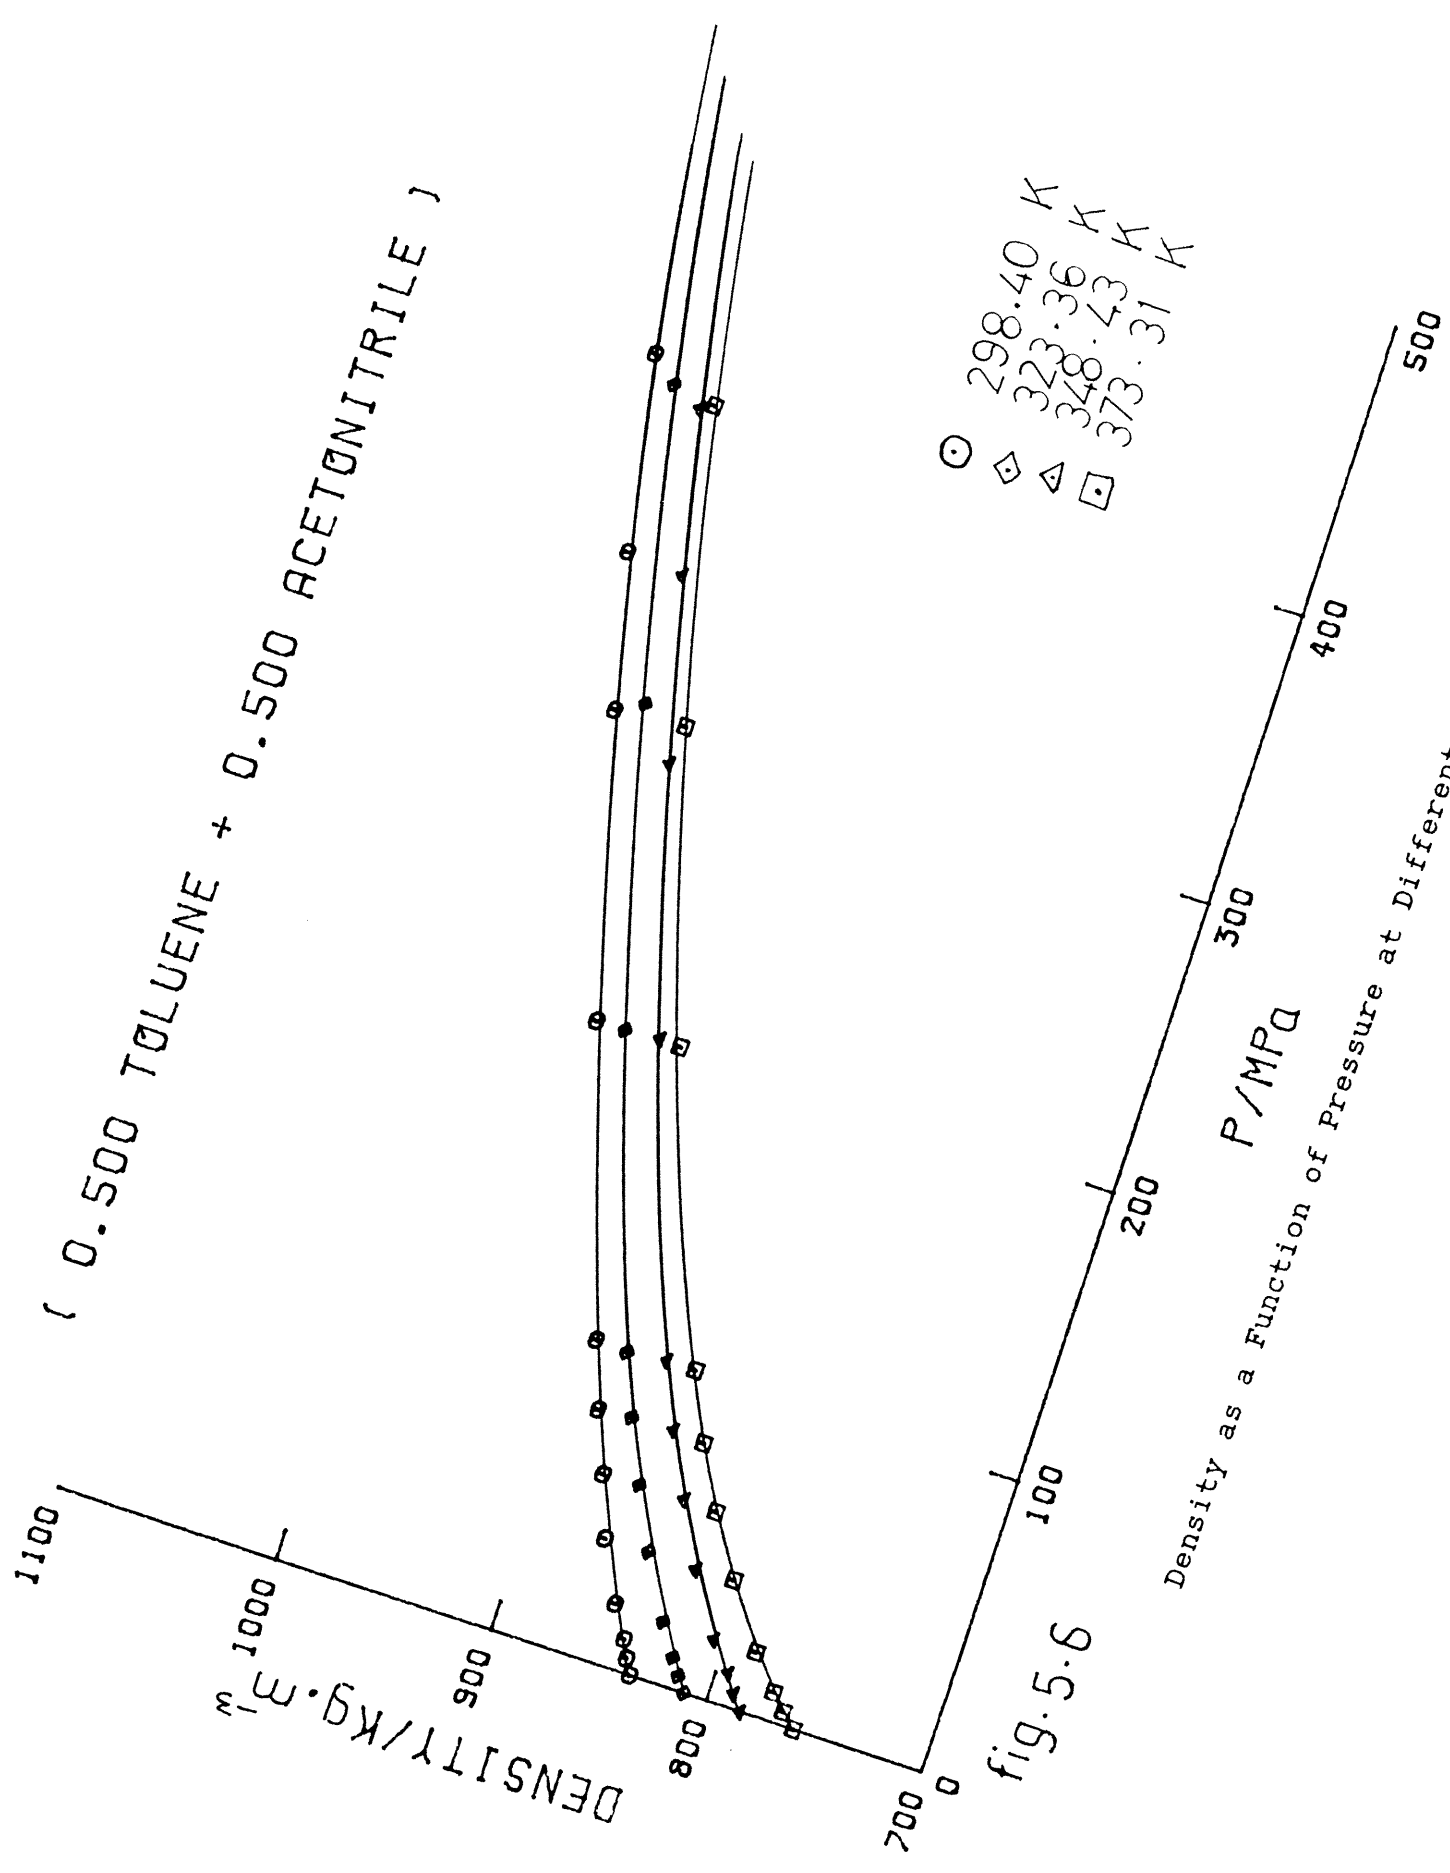 ( 0.500 TOLUENE + 0.500 ACETONITRILE )
DENSITY/Kg.m⁻³
1100
1000
900
800
700
0
100
200
300
400
500
P/MPa
298.40 K
323.36 K
348.43 K
373.31 K
fig.5.6
Density as a Function of Pressure at Different